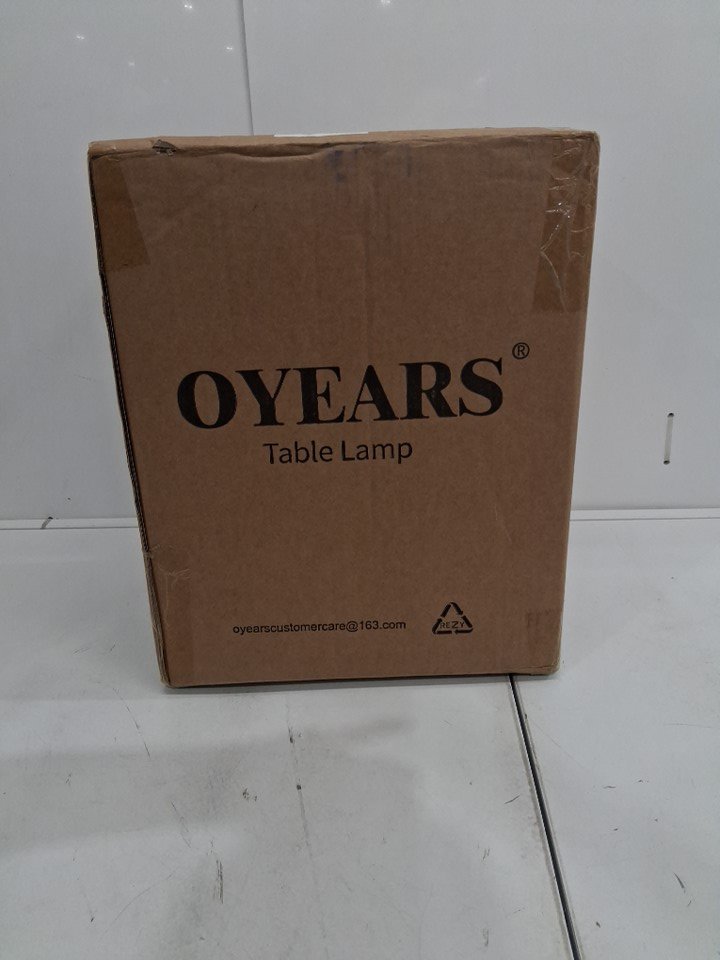 OYEARS®
Table Lamp
oyearscustomercare@163.com
REZY